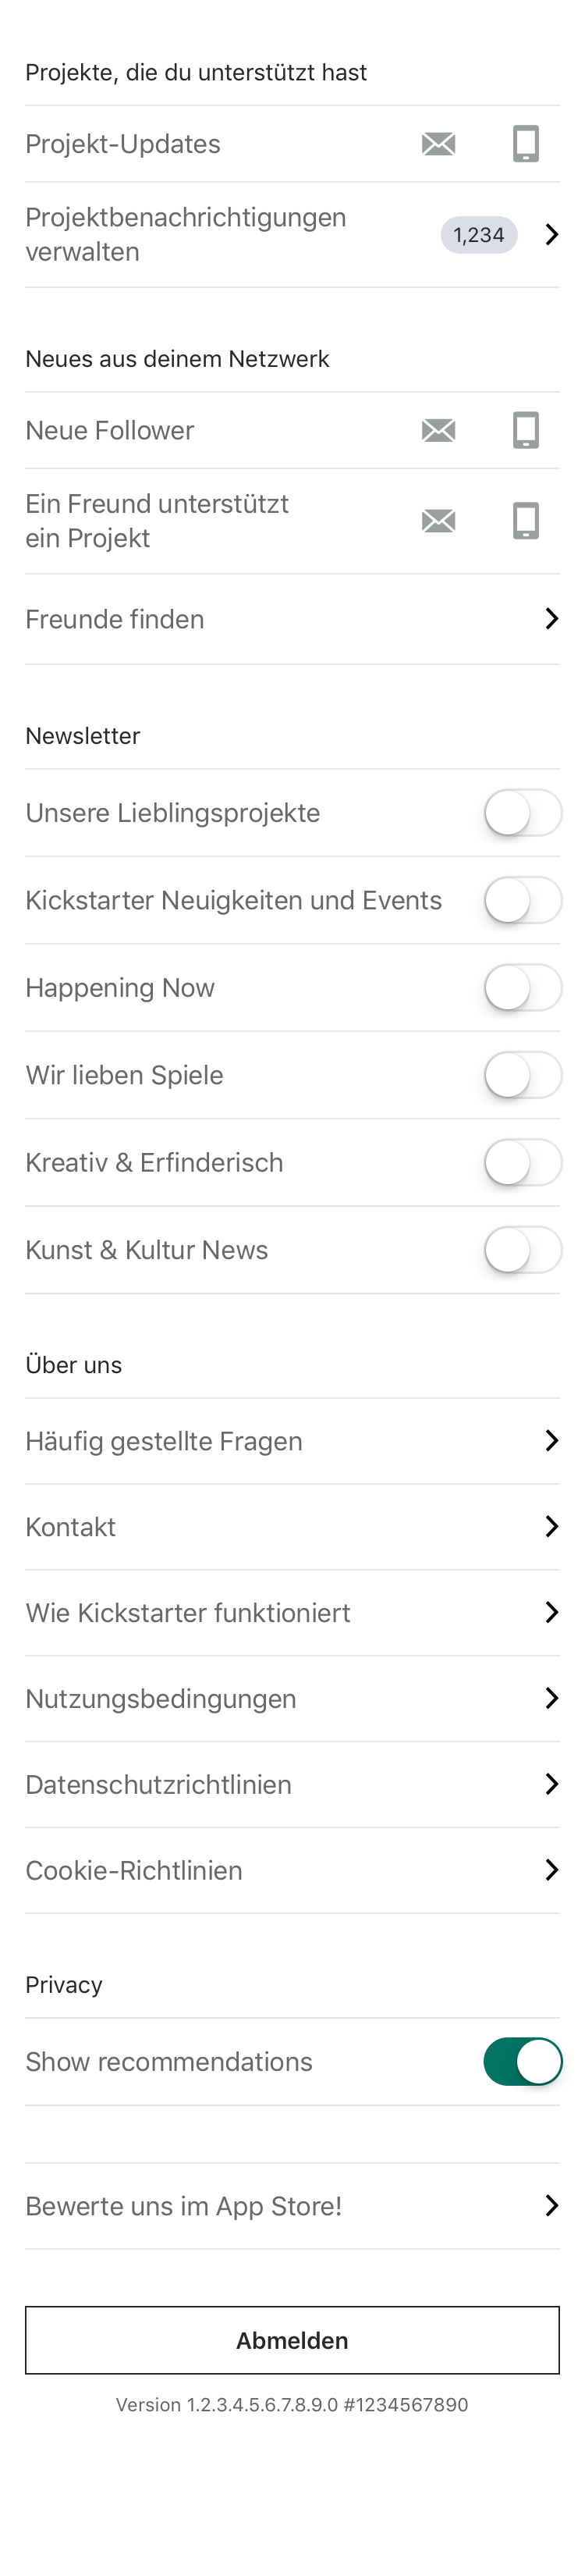 Projekte, die du unterstützt hast
Projekt-Updates
Projektbenachrichtigungen
verwalten
1,234
Neues aus deinem Netzwerk
Neue Follower
Ein Freund unterstützt
ein Projekt
Freunde finden
Newsletter
Unsere Lieblingsprojekte
Kickstarter Neuigkeiten und Events
Happening Now
Wir lieben Spiele
Kreativ & Erfinderisch
Kunst & Kultur News
Über uns
Häufig gestellte Fragen
Kontakt
Wie Kickstarter funktioniert
Nutzungsbedingungen
Datenschutzrichtlinien
Cookie-Richtlinien
Privacy
Show recommendations
Bewerte uns im App Store!
Abmelden
Version 1.2.3.4.5.6.7.8.9.0 #1234567890